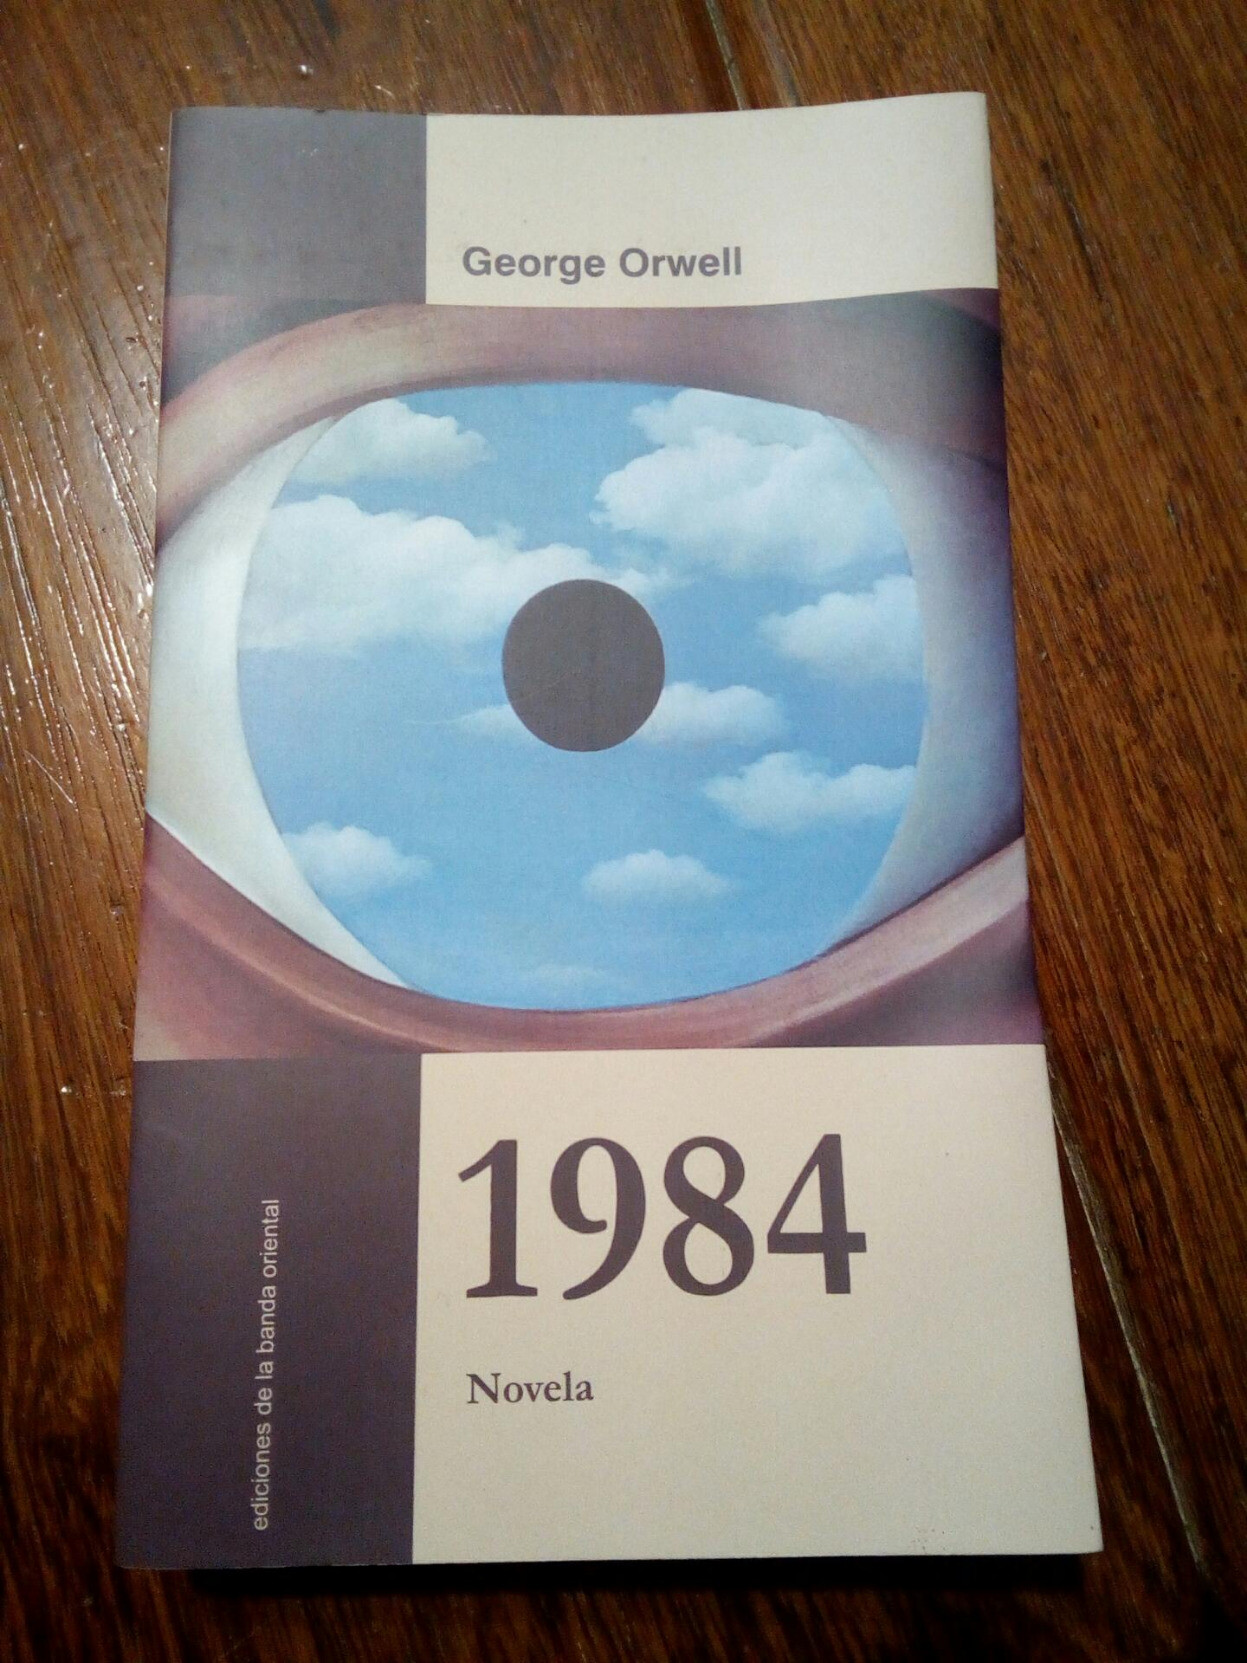 George Orwell
1984
Novela
ediciones de la banda oriental